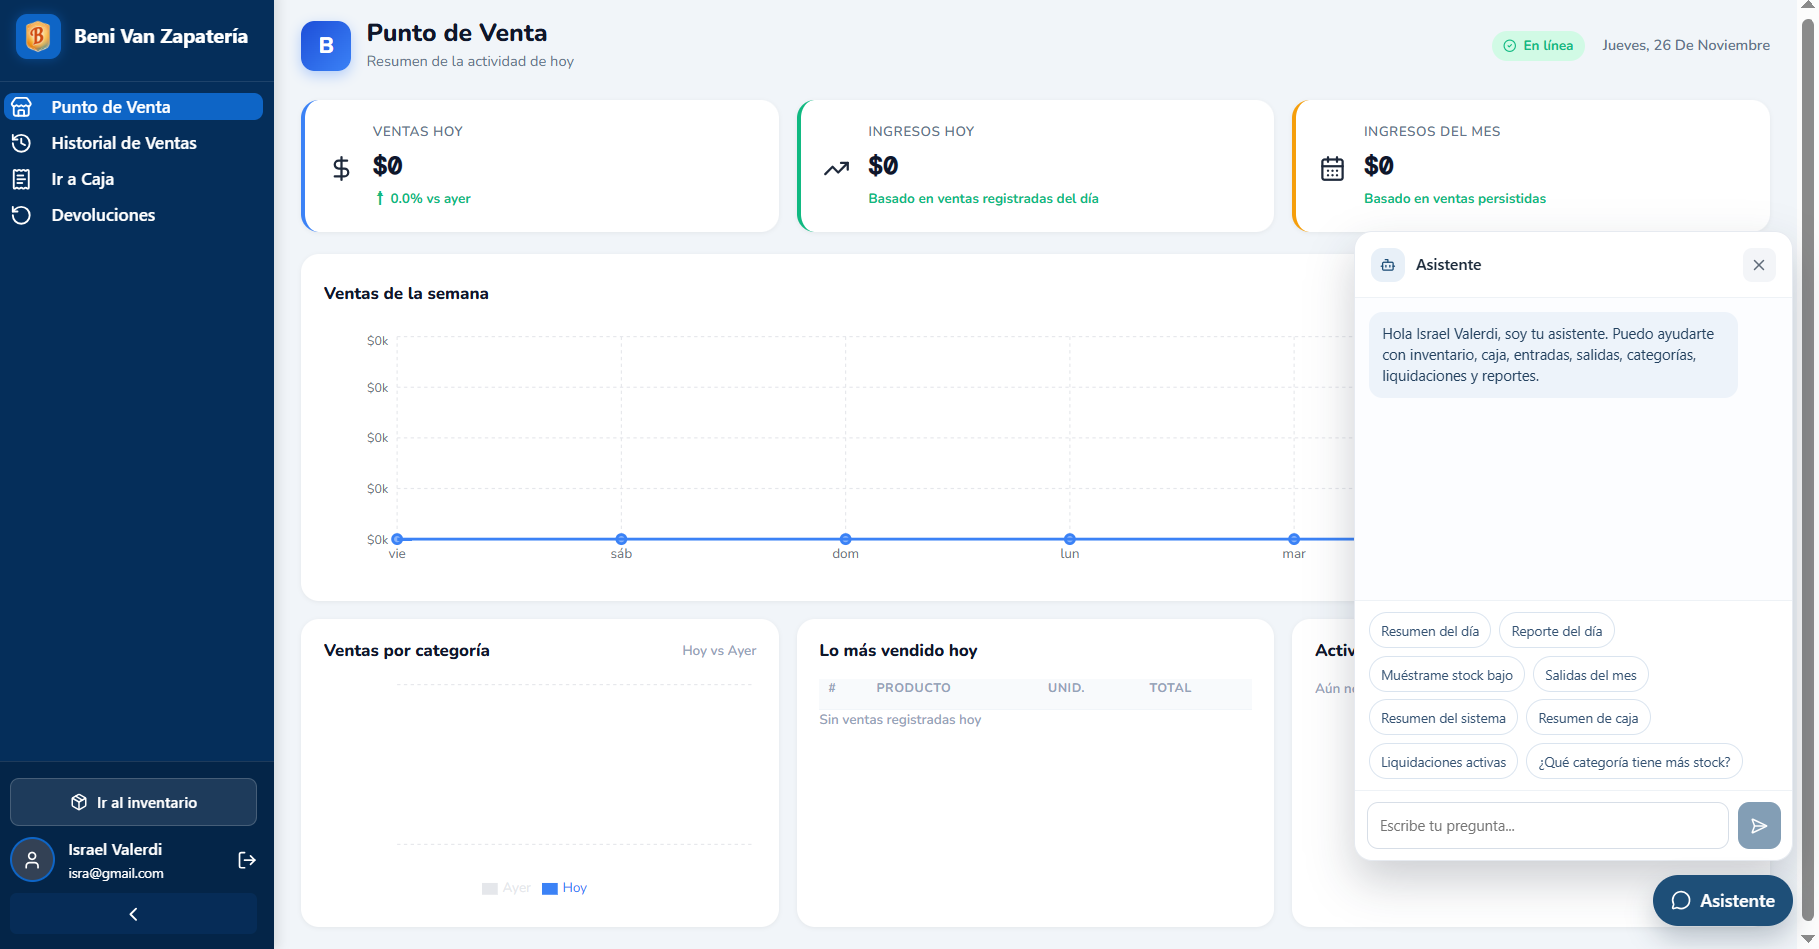 Beni Van Zapatería
Punto de Venta
Historial de Ventas
Ir a Caja
Devoluciones
Ir al inventario
Israel Valerdi
isra@gmail.com
B
Punto de Venta
Resumen de la actividad de hoy
En línea
Jueves, 26 De Noviembre
VENTAS HOY
$0
0.0% vs ayer
INGRESOS HOY
$0
Basado en ventas registradas del día
INGRESOS DEL MES
$0
Basado en ventas persistidas
Ventas de la semana
$0k
$0k
$0k
$0k
$0k
vie sáb dom lun mar
Ventas por categoría
Hoy vs Ayer
Ayer Hoy
Lo más vendido hoy
# PRODUCTO UNID. TOTAL
Sin ventas registradas hoy
Activ
Aún n
Asistente
Hola Israel Valerdi, soy tu asistente. Puedo ayudarte
con inventario, caja, entradas, salidas, categorías,
liquidaciones y reportes.
Resumen del día Reporte del día
Muéstrame stock bajo Salidas del mes
Resumen del sistema Resumen de caja
Liquidaciones activas ¿Qué categoría tiene más stock?
Escribe tu pregunta...
Asistente